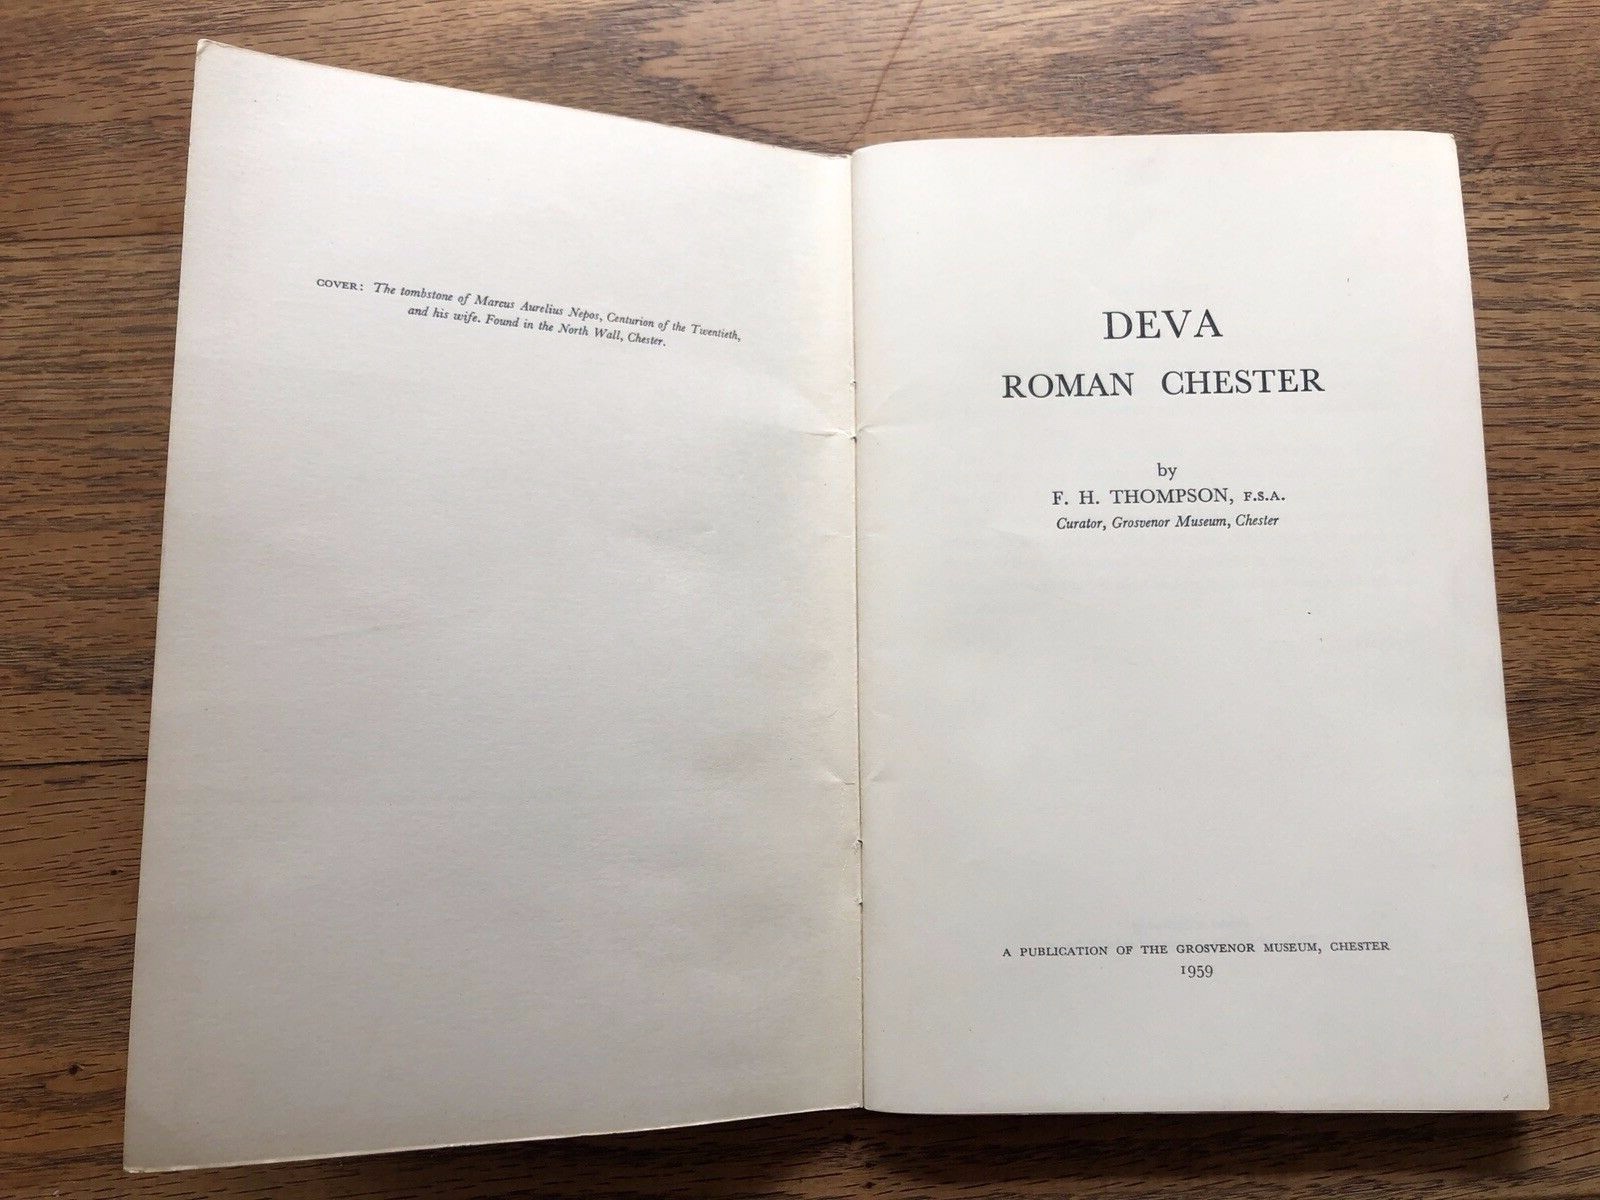 COVER: The tombstone of Marcus Aurelius Nepos, Centurion of the Twentieth,
and his wife. Found in the North Wall, Chester.
DEVA
ROMAN CHESTER
by
F. H. THOMPSON, F.S.A.
Curator, Grosvenor Museum, Chester
A PUBLICATION OF THE GROSVENOR MUSEUM, CHESTER
1959